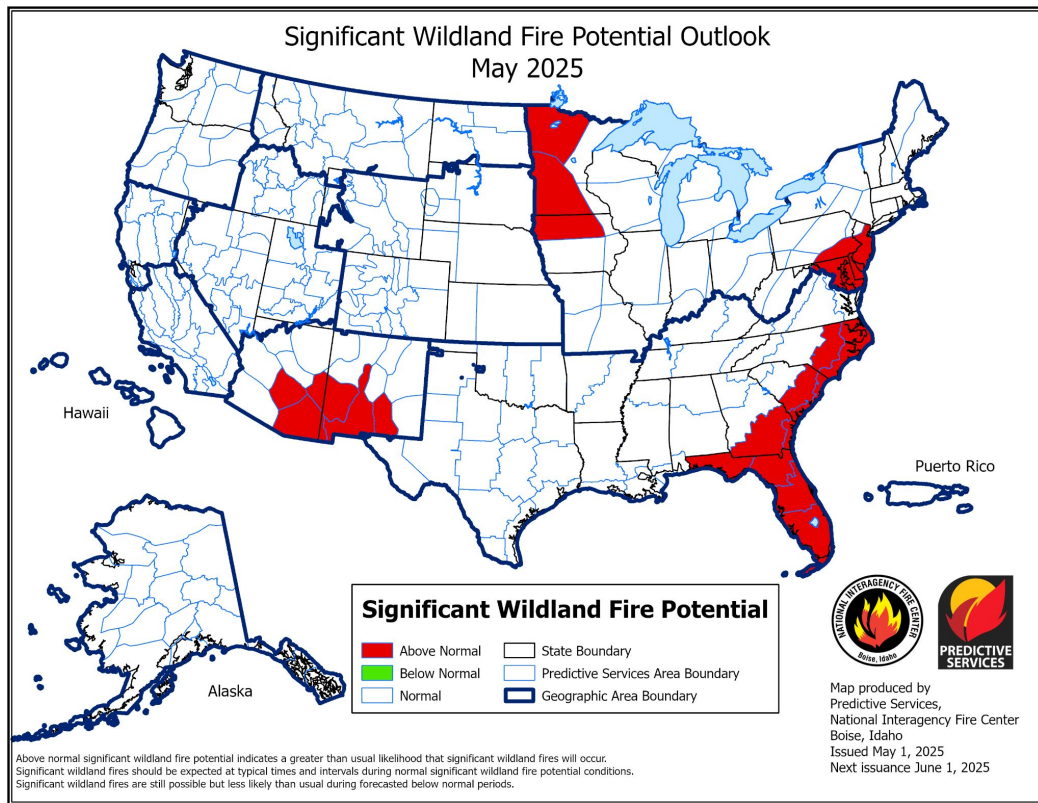 Significant Wildland Fire Potential Outlook
May 2025
Hawaii
Puerto Rico
Alaska
Significant Wildland Fire Potential
Above Normal
Below Normal
Normal
State Boundary
Predictive Services Area Boundary
Geographic Area Boundary
NATIONAL INTERAGENCY FIRE CENTER
Boise, Idaho
PREDICTIVE
SERVICES
Map produced by
Predictive Services,
National Interagency Fire Center
Boise, Idaho
Issued May 1, 2025
Next issuance June 1, 2025
Above normal significant wildland fire potential indicates a greater than usual likelihood that significant wildland fires will occur.
Significant wildland fires should be expected at typical times and intervals during normal significant wildland fire potential conditions.
Significant wildland fires are still possible but less likely than usual during forecasted below normal periods.